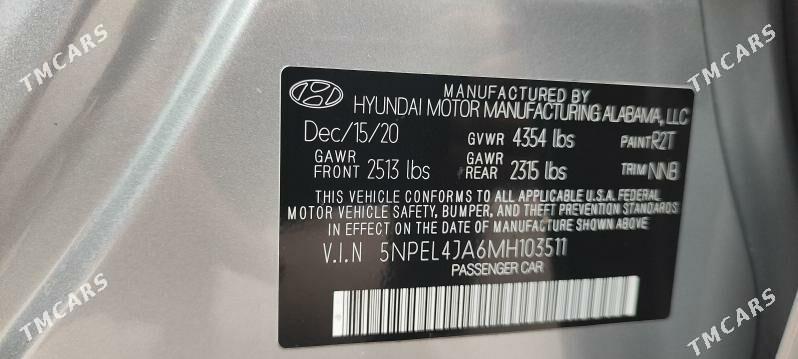 TMCARS
TMCARS
MANUFACTURED BY
HYUNDAI MOTOR MANUFACTURING ALABAMA, LLC
Dec/15/20 GVWR 4354 lbs PAINT R2T
GAWR FRONT 2513 lbs GAWR REAR 2315 lbs TRIM NNB
THIS VEHICLE CONFORMS TO ALL APPLICABLE U.S.A. FEDERAL
MOTOR VEHICLE SAFETY, BUMPER, AND THEFT PREVENTION STANDARDS
IN EFFECT ON THE DATE OF MANUFACTURE SHOWN ABOVE
V.I.N 5NPEL4JA6MH103511
PASSENGER CAR
TMCARS
TMCARS